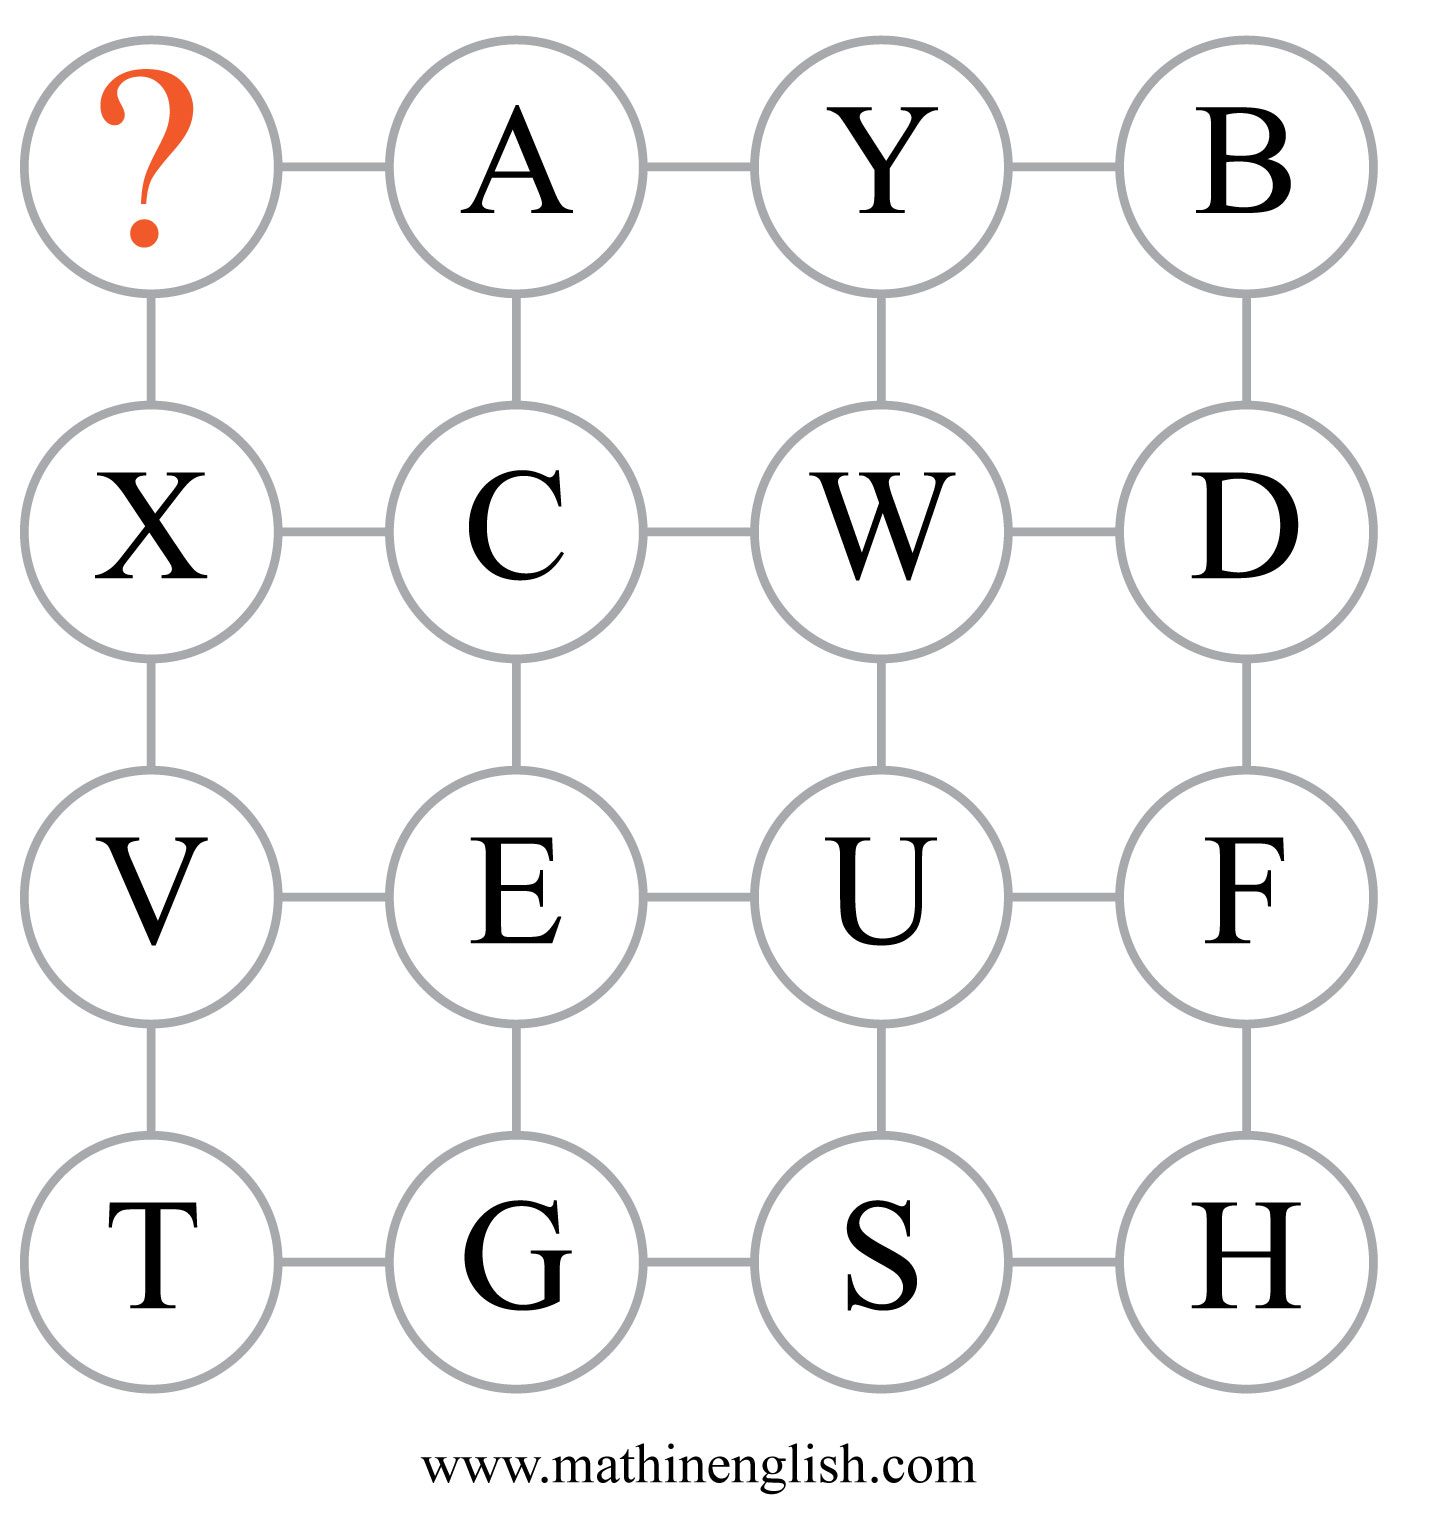 ? A Y B
X C W D
V E U F
T G S H
www.mathinenglish.com